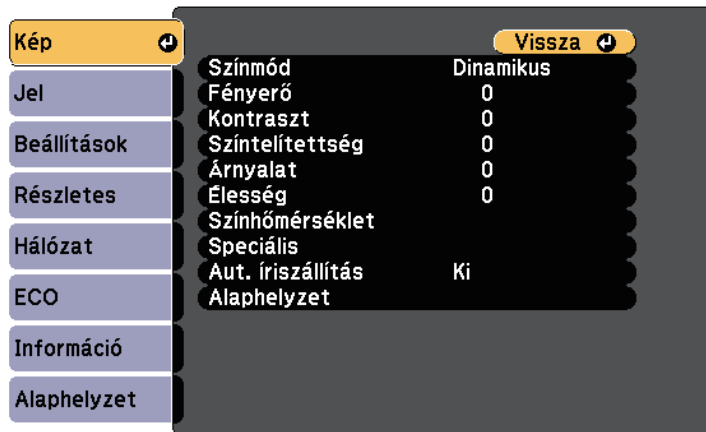 Kép
Jel
Beállítások
Részletes
Hálózat
ECO
Információ
Alaphelyzet
Vissza
Színmód Dinamikus
Fényerő 0
Kontraszt 0
Színtelítettség 0
Árnyalat 0
Élesség 0
Színhőmérséklet
Speciális
Aut. íriszállítás Ki
Alaphelyzet